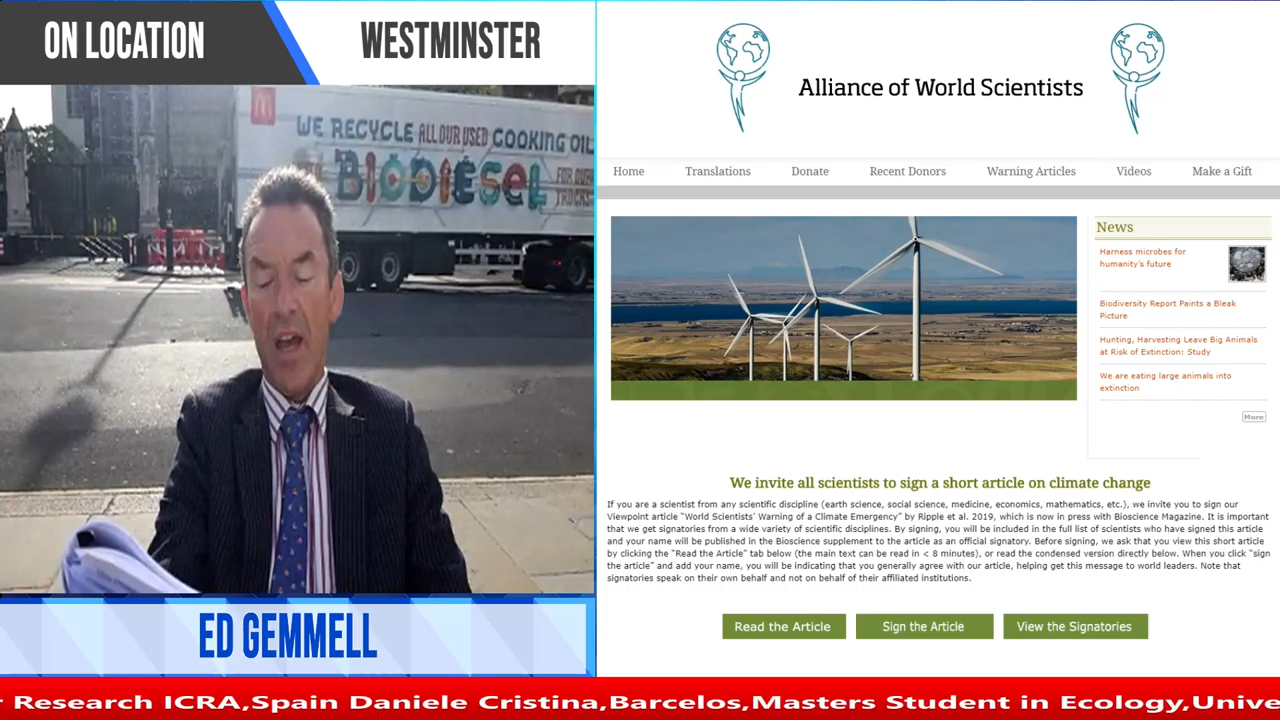 ON LOCATION
WESTMINSTER
WE RECYCLE ALL OUR USED COOKING OIL
BIODIESEL
FOR OUR
TRUCKS
ED GEMMELL
Alliance of World Scientists
Home Translations Donate Recent Donors Warning Articles Videos Make a Gift
News
Harness microbes for
humanity's future
Biodiversity Report Paints a Bleak
Picture
Hunting, Harvesting Leave Big Animals
at Risk of Extinction: Study
We are eating large animals into
extinction
More
We invite all scientists to sign a short article on climate change
If you are a scientist from any scientific discipline (earth science, social science, medicine, economics, mathematics, etc.), we invite you to sign our
Viewpoint article "World Scientists' Warning of a Climate Emergency" by Ripple et al. 2019, which is now in press with Bioscience Magazine. It is important
that we get signatories from a wide variety of scientific disciplines. By signing, you will be included in the full list of scientists who have signed this article
and your name will be published in the Bioscience supplement to the article as an official signatory. Before signing, we ask that you view this short article
by clicking the "Read the Article" tab below (the main text can be read in < 8 minutes), or read the condensed version directly below. When you click "sign
the article" and add your name, you will be indicating that you generally agree with our article, helping get this message to world leaders. Note that
signatories speak on their own behalf and not on behalf of their affiliated institutions.
Read the Article Sign the Article View the Signatories
r Research ICRA,Spain Daniele Cristina,Barcelos,Masters Student in Ecology,Unive